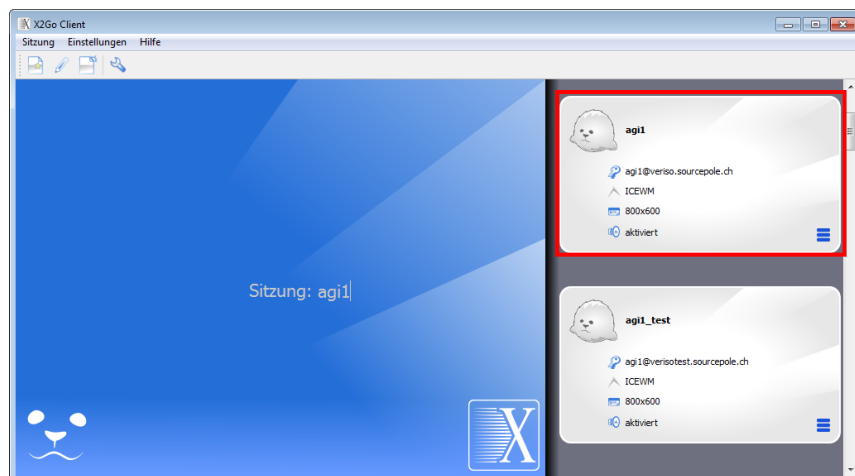 X2Go Client
Sitzung Einstellungen Hilfe
Sitzung: agi1
agi1
agi1@veriso.sourcepole.ch
ICEWM
800x600
aktiviert
agi1_test
agi1@verisotest.sourcepole.ch
ICEWM
800x600
aktiviert
X